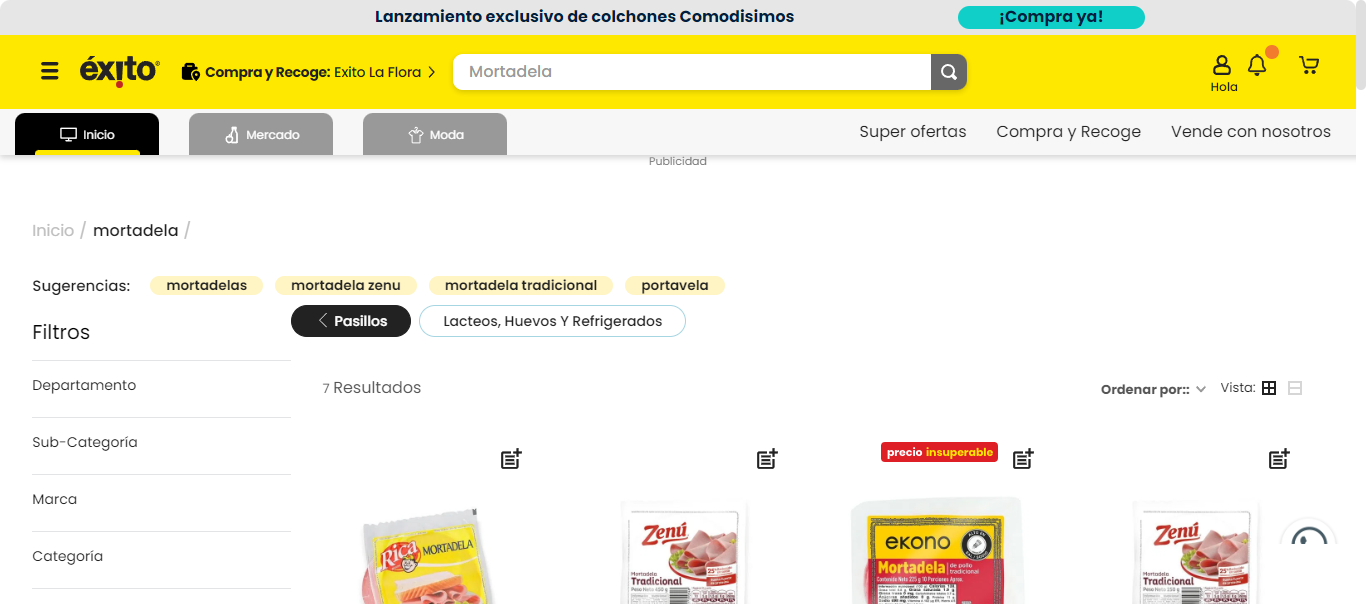 Lanzamiento exclusivo de colchones Comodisimos
¡Compra ya!
éxito
Compra y Recoge: Exito La Flora
Mortadela
Hola
Inicio
Mercado
Moda
Super ofertas
Compra y Recoge
Vende con nosotros
Publicidad
Inicio / mortadela /
Sugerencias:
mortadelas
mortadela zenu
mortadela tradicional
portavela
Pasillos
Lacteos, Huevos Y Refrigerados
Filtros
Departamento
Sub-Categoría
Marca
Categoría
7 Resultados
Ordenar por::
Vista:
precio insuperable
Rica
MORTADELA
Zenú
Mortadela
Tradicional
ekono
Mortadela
de pollo
tradicional
Zenú
Mortadela
Tradicional